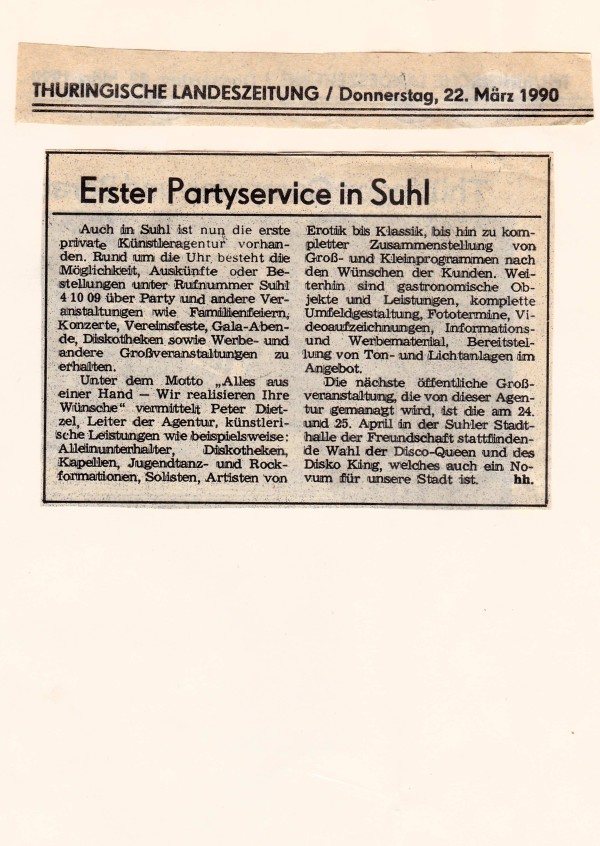 THÜRINGISCHE LANDESZEITUNG / Donnerstag, 22. März 1990
Erster Partyservice in Suhl
Auch in Suhl ist nun die erste
private Künstleragentur vorhan-
den. Rund um die Uhr besteht die
Möglichkeit, Auskünfte oder Be-
stellungen unter Rufnummer Suhl
4 10 09 über Party und andere Ver-
anstaltungen wie Familienfeiern,
Konzerte, Vereinsfeste, Gala-Aben-
de, Diskotheken sowie Werbe- und
andere Großveranstaltungen zu
erhalten.
Unter dem Motto „Alles aus
einer Hand — Wir realisieren Ihre
Wünsche“ vermittelt Peter Diet-
zel, Leiter der Agentur, künstleri-
sche Leistungen wie beispielsweise:
Alleinunterhalter, Diskotheken,
Kapellen, Jugendtanz- und Rock-
formationen, Solisten, Artisten von
Erotik bis Klassik, bis hin zu kom-
pletter Zusammenstellung von
Groß- und Kleinprogrammen nach
den Wünschen der Kunden. Wei-
terhin sind gastronomische Ob-
jekte und Leistungen, komplette
Umfeldgestaltung, Fototermine, Vi-
deoaufzeichnungen, Informations-
und Werbematerial, Bereitstel-
lung von Ton- und Lichtanlagen im
Angebot.
Die nächste öffentliche Groß-
veranstaltung, die von dieser Agen-
tur gemanagt wird, ist die am 24.
und 25. April in der Suhler Stadt-
halle der Freundschaft stattfinden-
de Wahl der Disco-Queen und des
Disko King, welches auch ein No-
vum für unsere Stadt ist. hh.